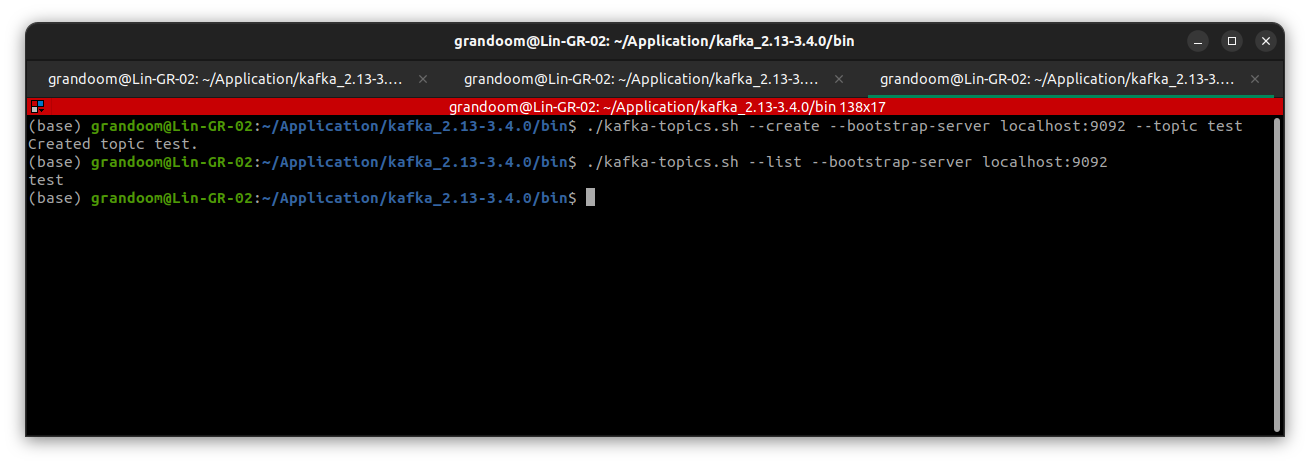 grandoom@Lin-GR-02: ~/Application/kafka_2.13-3.4.0/bin
grandoom@Lin-GR-02: ~/Application/kafka_2.13-3.... × grandoom@Lin-GR-02: ~/Application/kafka_2.13-3.... × grandoom@Lin-GR-02: ~/Application/kafka_2.13-3.... ×
grandoom@Lin-GR-02: ~/Application/kafka_2.13-3.4.0/bin 138x17
(base) grandoom@Lin-GR-02:~/Application/kafka_2.13-3.4.0/bin$ ./kafka-topics.sh --create --bootstrap-server localhost:9092 --topic test
Created topic test.
(base) grandoom@Lin-GR-02:~/Application/kafka_2.13-3.4.0/bin$ ./kafka-topics.sh --list --bootstrap-server localhost:9092
test
(base) grandoom@Lin-GR-02:~/Application/kafka_2.13-3.4.0/bin$